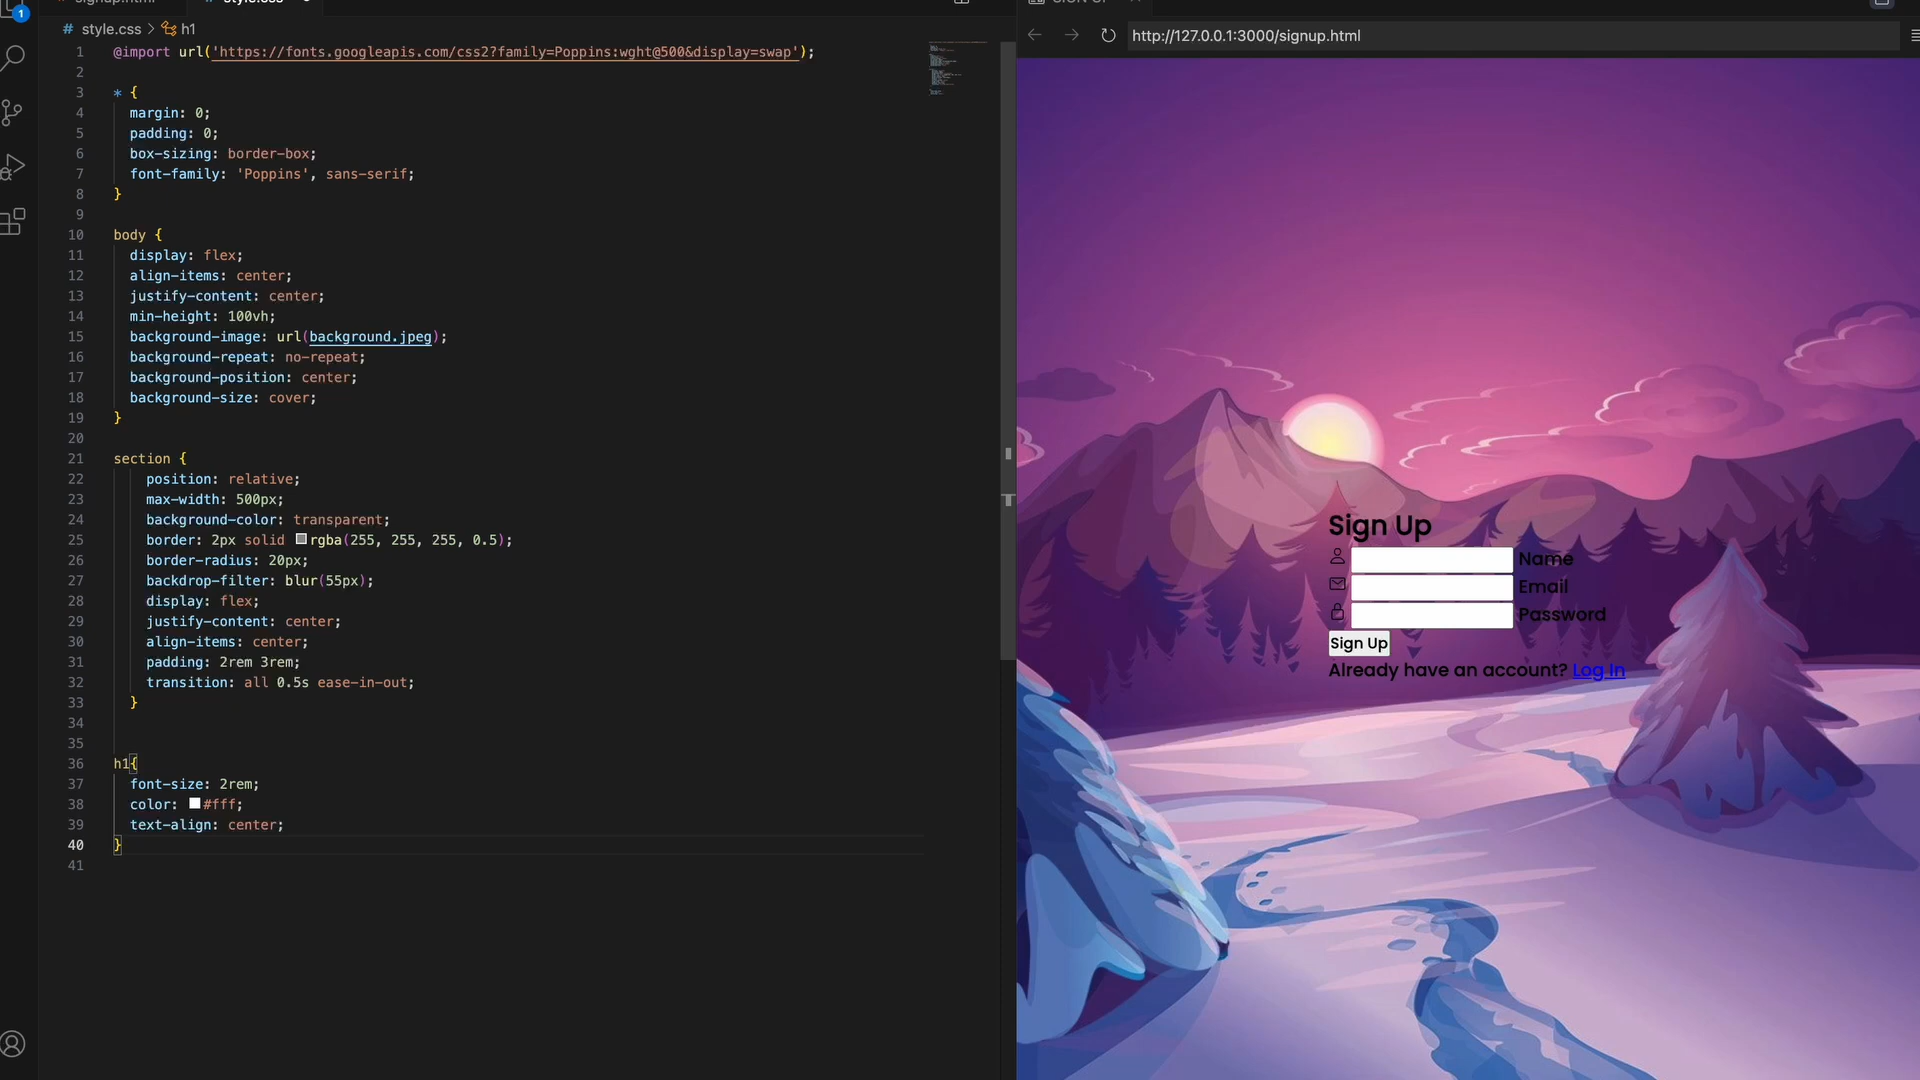 signup.html
style.css
# style.css > h1
1 @import url('https://fonts.googleapis.com/css2?family=Poppins:wght@500&display=swap');
2
3 * {
4 margin: 0;
5 padding: 0;
6 box-sizing: border-box;
7 font-family: 'Poppins', sans-serif;
8 }
9
10 body {
11 display: flex;
12 align-items: center;
13 justify-content: center;
14 min-height: 100vh;
15 background-image: url(background.jpeg);
16 background-repeat: no-repeat;
17 background-position: center;
18 background-size: cover;
19 }
20
21 section {
22 position: relative;
23 max-width: 500px;
24 background-color: transparent;
25 border: 2px solid rgba(255, 255, 255, 0.5);
26 border-radius: 20px;
27 backdrop-filter: blur(55px);
28 display: flex;
29 justify-content: center;
30 align-items: center;
31 padding: 2rem 3rem;
32 transition: all 0.5s ease-in-out;
33 }
34
35
36 h1{
37 font-size: 2rem;
38 color: #fff;
39 text-align: center;
40 }
41
1
SIGN UP
http://127.0.0.1:3000/signup.html
Sign Up
Name
Email
Password
Sign Up
Already have an account? Log In